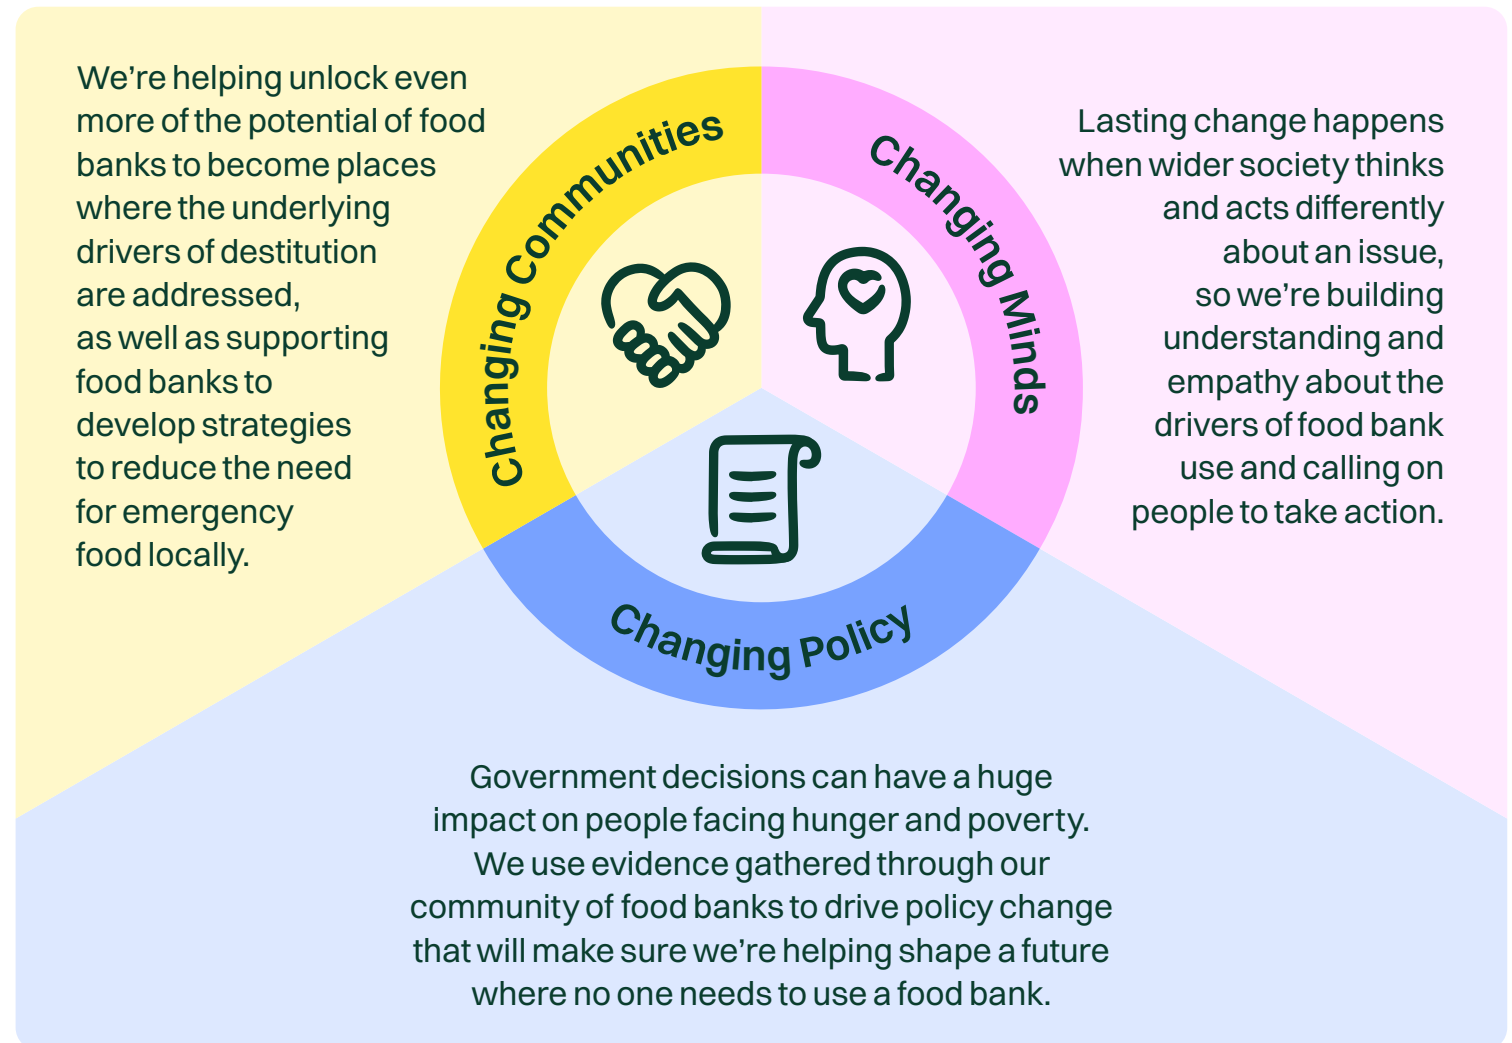 We’re helping unlock even
more of the potential of food
banks to become places
where the underlying
drivers of destitution
are addressed,
as well as supporting
food banks to
develop strategies
to reduce the need
for emergency
food locally.
Changing Communities
Changing Minds
Lasting change happens
when wider society thinks
and acts differently
about an issue,
so we’re building
understanding and
empathy about the
drivers of food bank
use and calling on
people to take action.
Changing Policy
Government decisions can have a huge
impact on people facing hunger and poverty.
We use evidence gathered through our
community of food banks to drive policy change
that will make sure we’re helping shape a future
where no one needs to use a food bank.